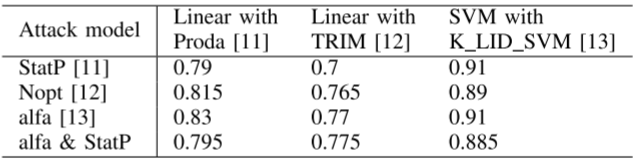 Attack model Linear with Proda [11] Linear with TRIM [12] SVM with K_LID_SVM [13]
StatP [11] 0.79 0.7 0.91
Nopt [12] 0.815 0.765 0.89
alfa [13] 0.83 0.77 0.91
alfa & StatP 0.795 0.775 0.885